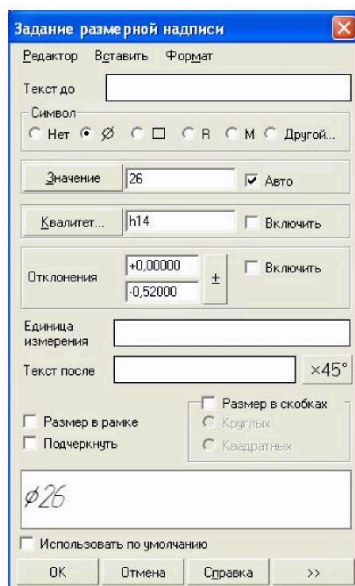 Задание размерной надписи
Редактор Вставить Формат
Текст до
Символ
Нет Ø □ R M Другой...
Значение 26 Авто
Квалитет... h14 Включить
+0,00000
Отклонения ± Включить
-0,52000
Единица
измерения
Текст после ×45°
Размер в скобках
Размер в рамке Круглых
Подчеркнуть Квадратных
Ø26
Использовать по умолчанию
OK Отмена Справка >>